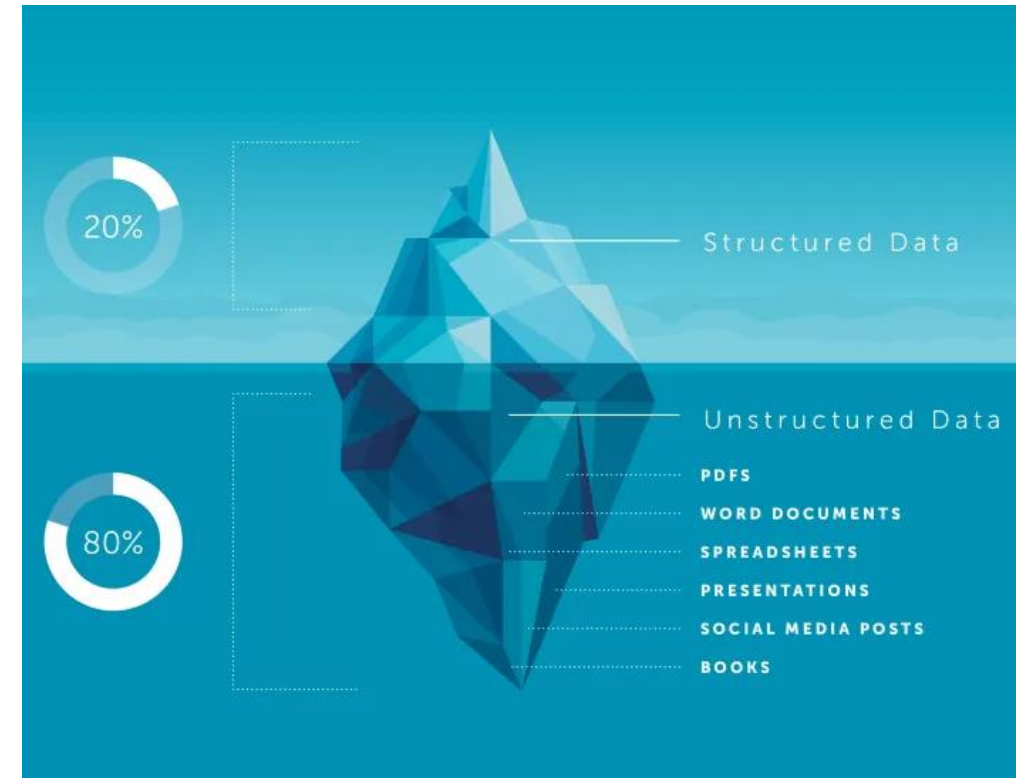 20%
Structured Data
Unstructured Data
PDFS
WORD DOCUMENTS
SPREADSHEETS
80%
PRESENTATIONS
SOCIAL MEDIA POSTS
BOOKS